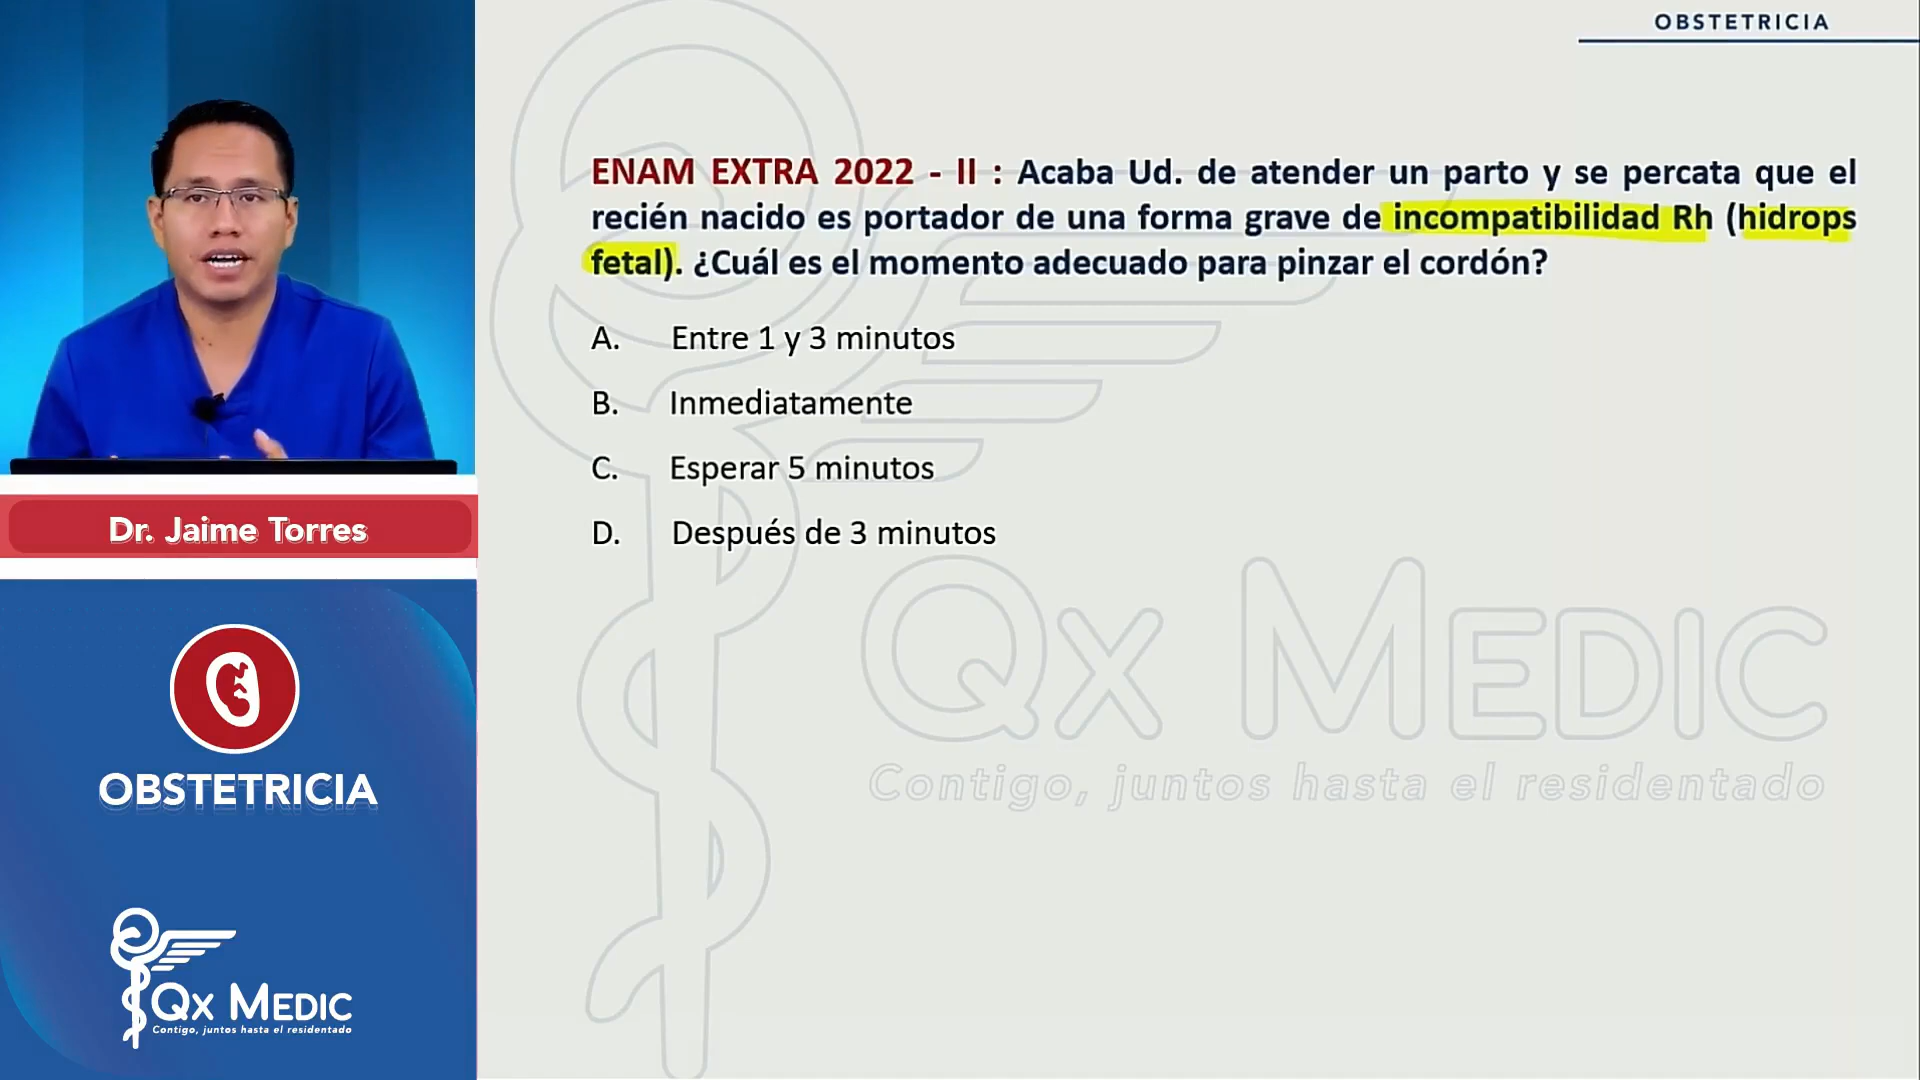 OBSTETRICIA
ENAM EXTRA 2022 - II : Acaba Ud. de atender un parto y se percata que el
recién nacido es portador de una forma grave de incompatibilidad Rh (hidrops
fetal). ¿Cuál es el momento adecuado para pinzar el cordón?
A. Entre 1 y 3 minutos
B. Inmediatamente
C. Esperar 5 minutos
D. Después de 3 minutos
Dr. Jaime Torres
OBSTETRICIA
QX MEDIC
Contigo, juntos hasta el residentado
QX MEDIC
Contigo, juntos hasta el residentado